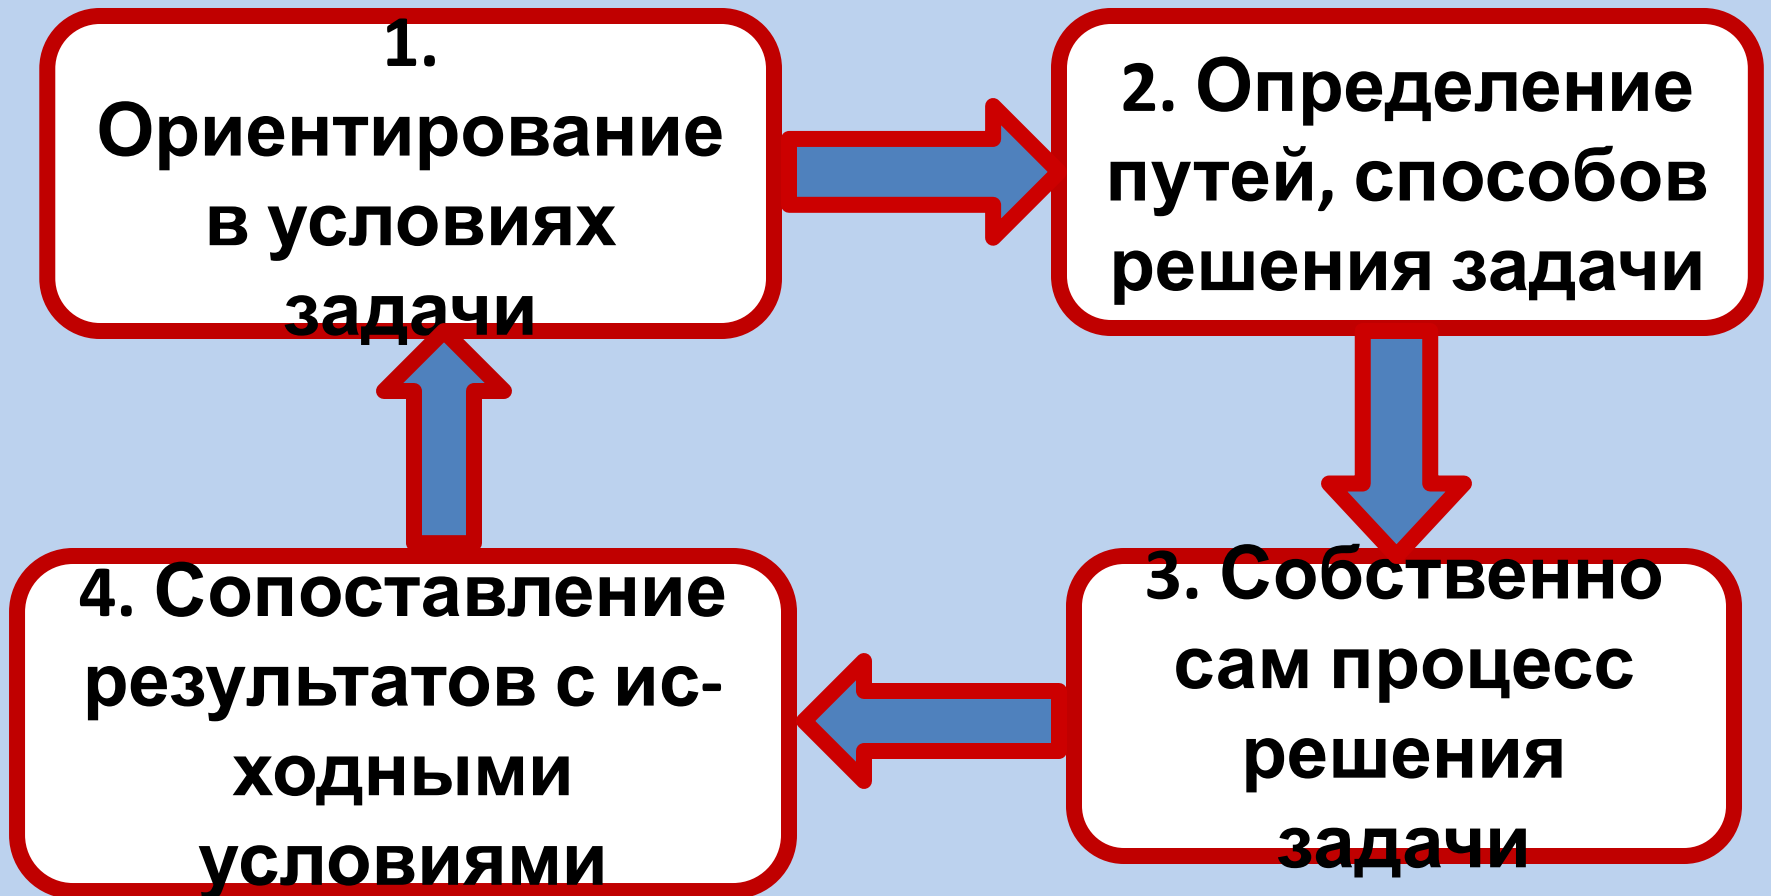 1.
Ориентирование
в условиях
задачи
2. Определение
путей, способов
решения задачи
3. Собственно
сам процесс
решения
задачи
4. Сопоставление
результатов с ис-
ходными
условиями